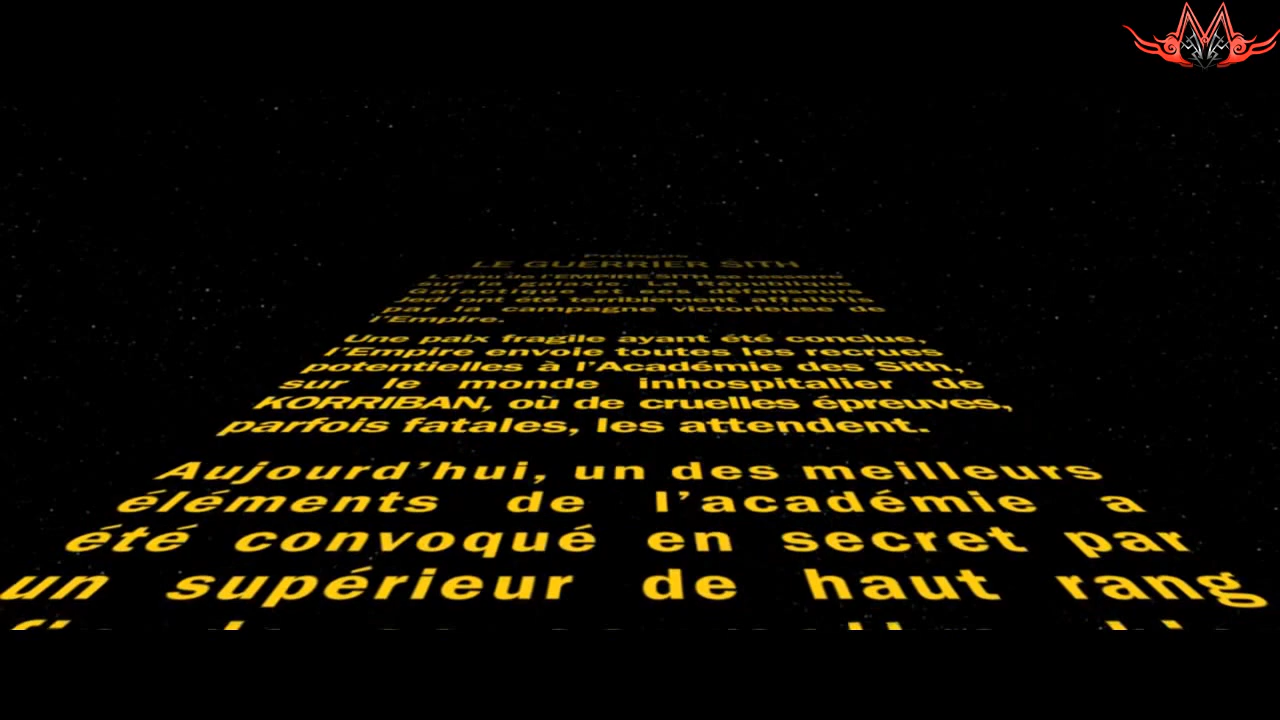 Prologue
LE GUERRIER SITH
L'étau de l'EMPIRE SITH se resserre
sur la galaxie. La République
Galactique et ses défenseurs
Jedi ont été terriblement affaiblis
par la campagne victorieuse de
l'Empire.
Une paix fragile ayant été conclue,
l'Empire envoie toutes les recrues
potentielles à l'Académie des Sith,
sur le monde inhospitalier de
KORRIBAN, où de cruelles épreuves,
parfois fatales, les attendent.
Aujourd'hui, un des meilleurs
éléments de l'académie a
été convoqué en secret par
un supérieur de haut rang